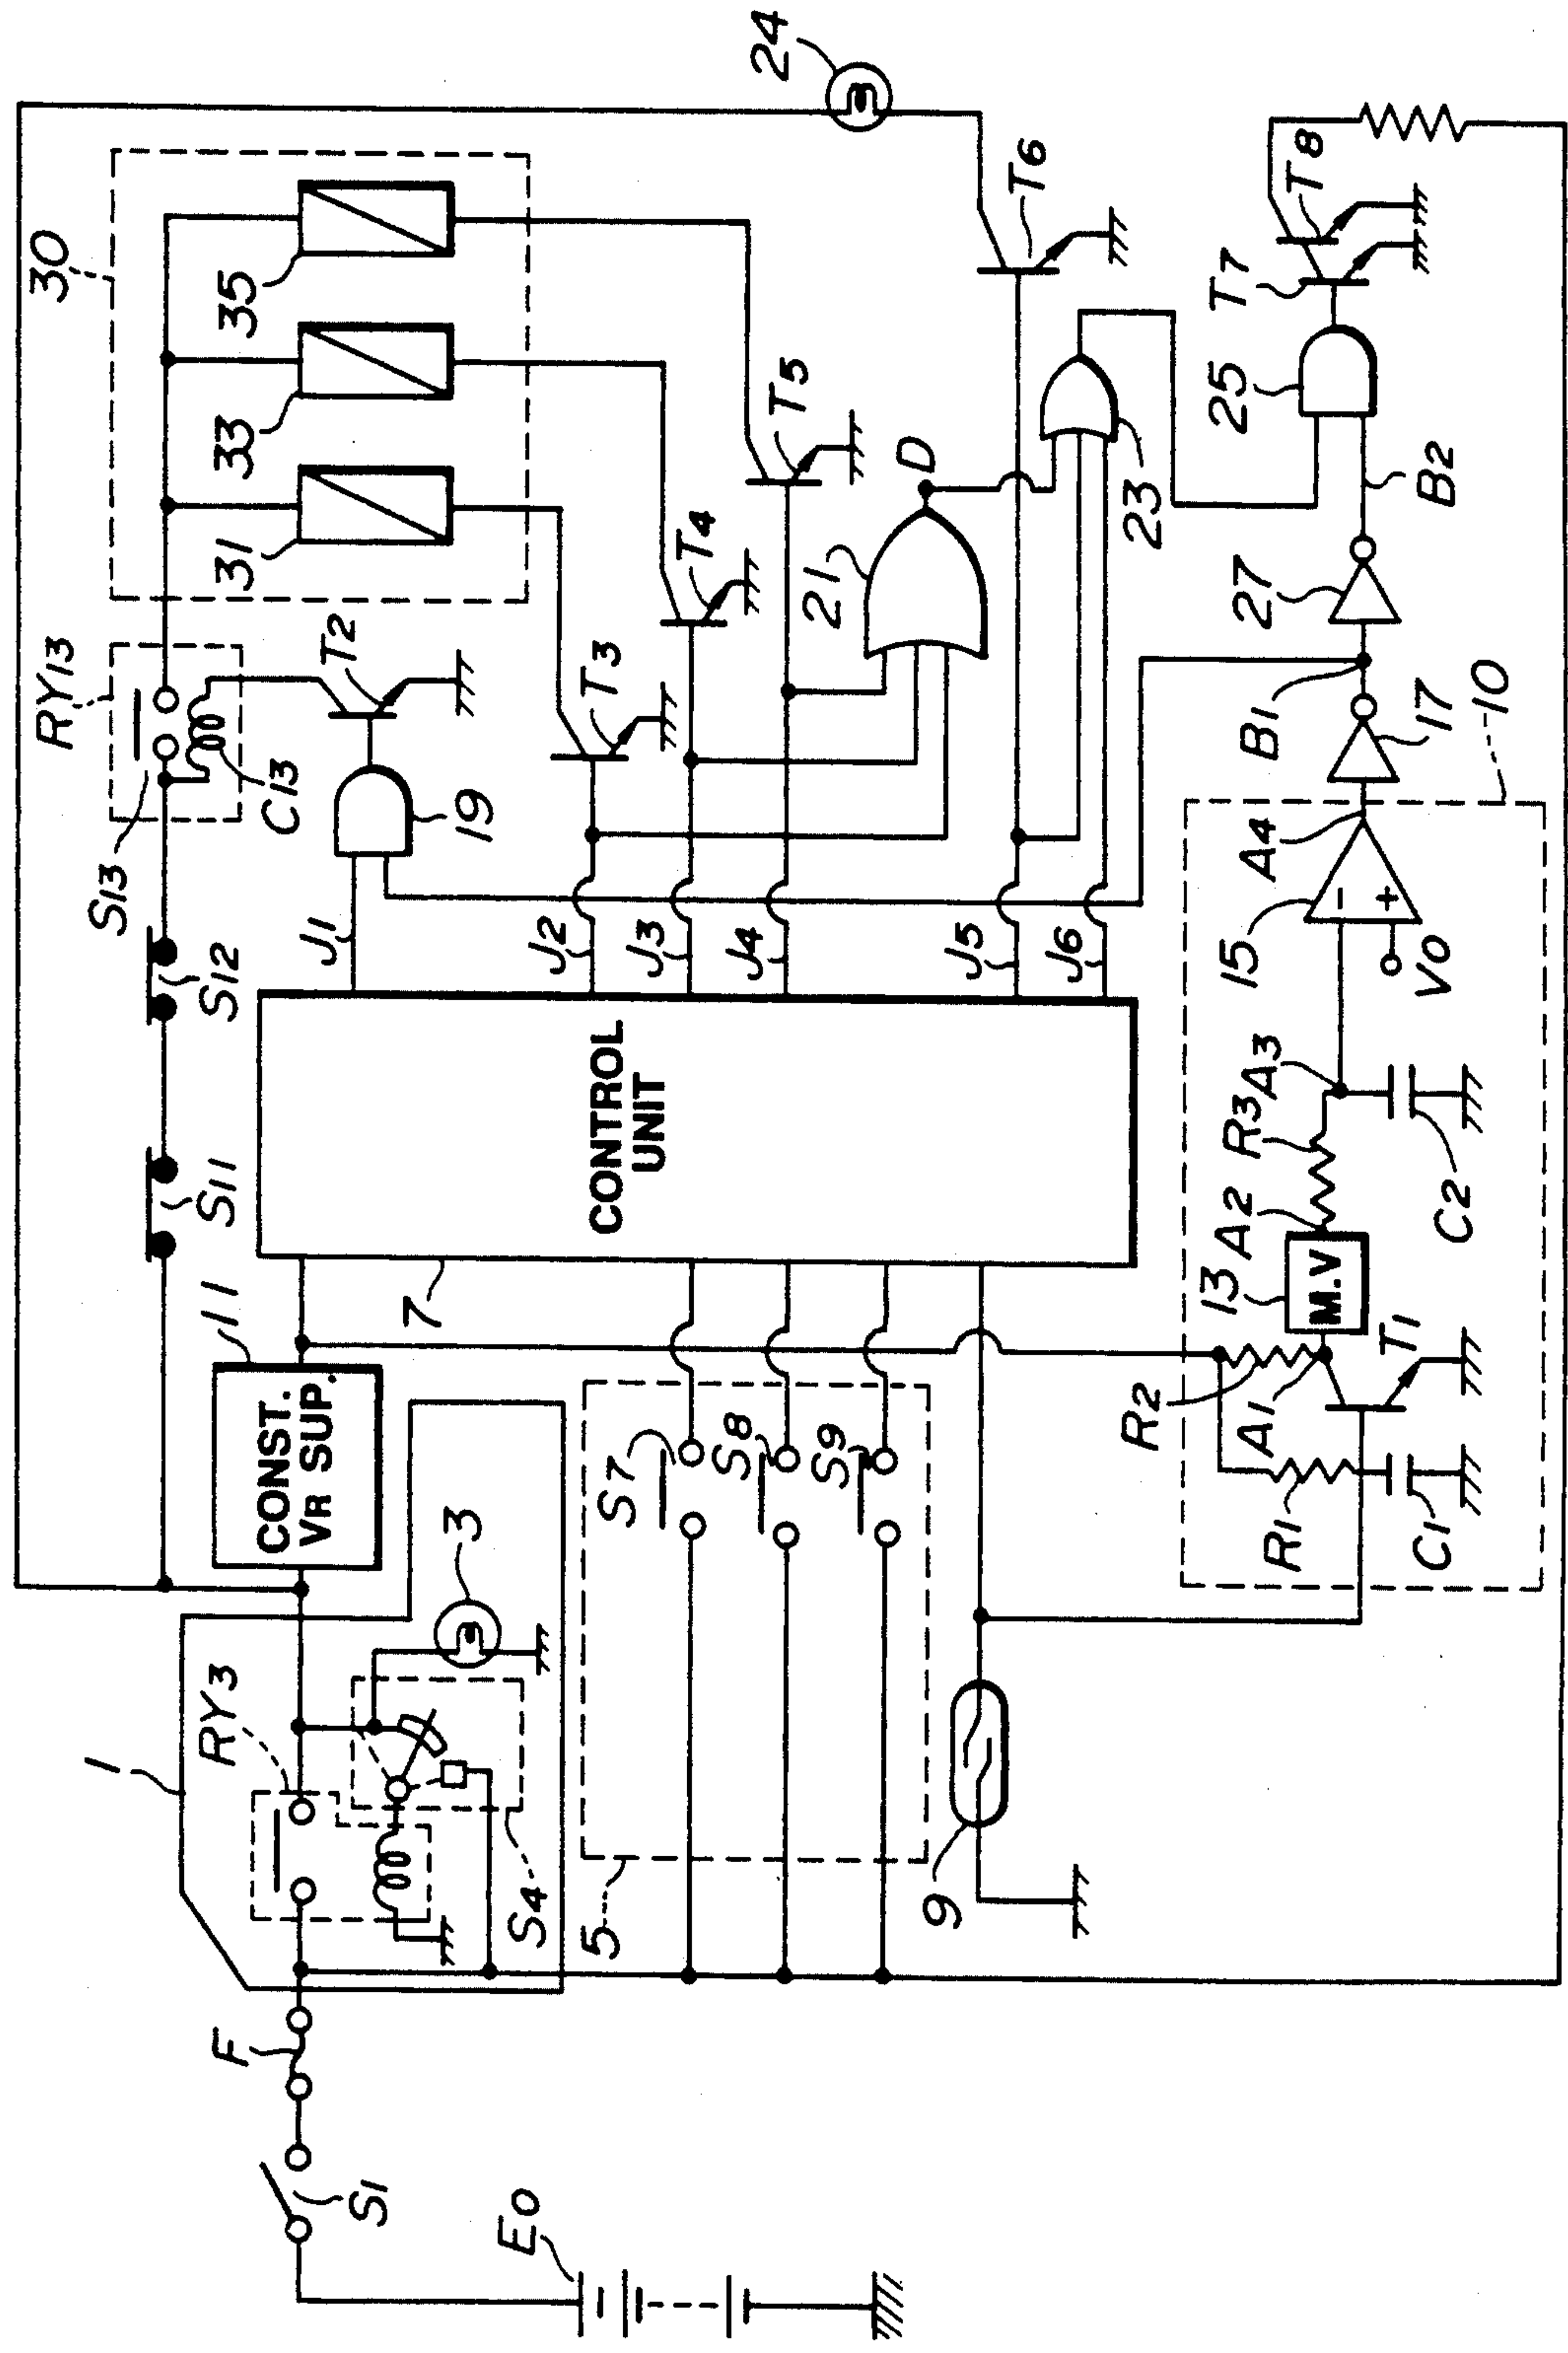 30
24
RY13
35
33
31
S13
C13
T2
S12
S11
19
T3
T4
T5
T6
J1
J2
J3
J4
J5
J6
21
D
23
25
T7
T8
B2
27
B1
17
10
11
CONST.
VR SUP.
7
CONTROL
UNIT
1
RY3
3
S4
S7
S8
S9
5
9
F
S1
E0
15
A4
V0
-
+
A3
R3
C2
A2
13
M.V
T1
R2
A1
R1
C1